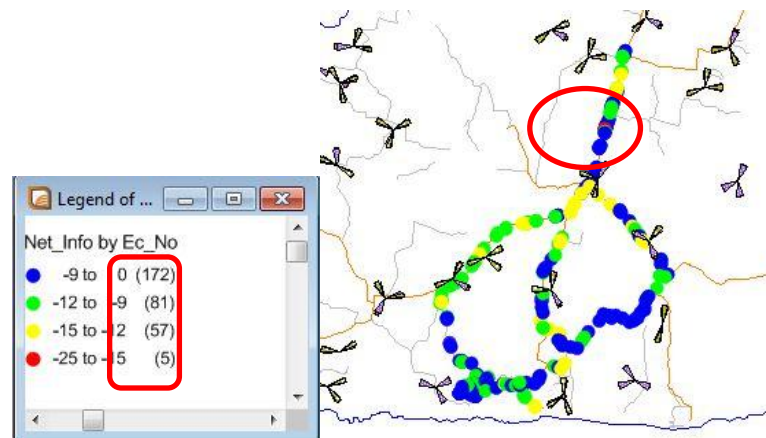 Legend of ...
Net_Info by Ec_No
-9 to 0 (172)
-12 to -9 (81)
-15 to -12 (57)
-25 to -15 (5)